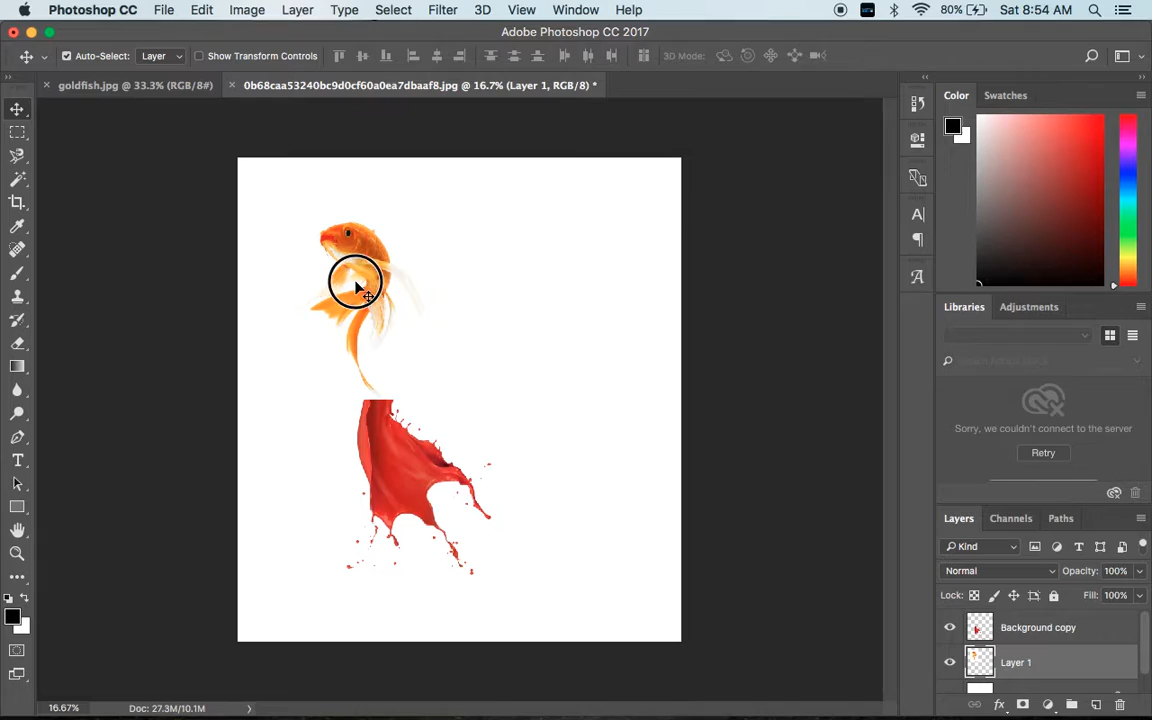 Photoshop CC File Edit Image Layer Type Select Filter 3D View Window Help 80% Sat 8:54 AM
Adobe Photoshop CC 2017
Auto-Select: Layer Show Transform Controls 3D Mode:
goldfish.jpg @ 33.3% (RGB/8#) 0b68caa53240bc9d0cf60a0ea7dbaaf8.jpg @ 16.7% (Layer 1, RGB/8) *
Color Swatches
Libraries Adjustments
Sorry, we couldn't connect to the server
Retry
Layers Channels Paths
Kind
Normal Opacity: 100%
Lock: Fill: 100%
Background copy
Layer 1
16.67% Doc: 27.3M/10.1M